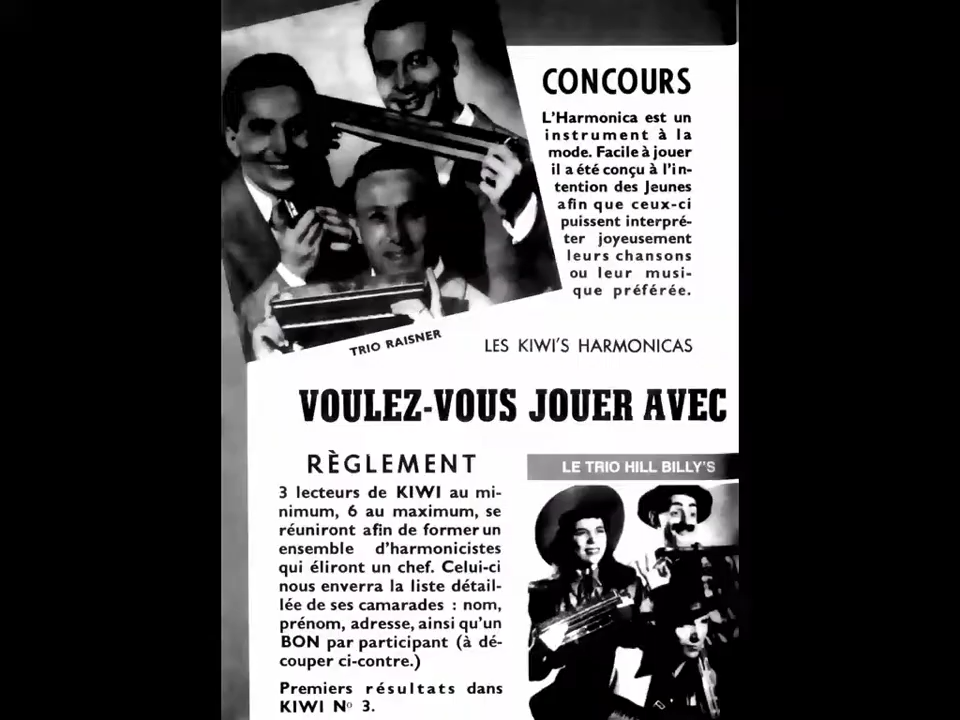 CONCOURS
L'Harmonica est un
instrument à la
mode. Facile à jouer
il a été conçu à l'in-
tention des Jeunes
afin que ceux-ci
puissent interpré-
ter joyeusement
leurs chansons
ou leur musi-
que préférée.
TRIO RAISNER
LES KIWI'S HARMONICAS
VOULEZ-VOUS JOUER AVEC
RÈGLEMENT
3 lecteurs de KIWI au mi-
nimum, 6 au maximum, se
réuniront afin de former un
ensemble d'harmonicistes
qui éliront un chef. Celui-ci
nous enverra la liste détail-
lée de ses camarades : nom,
prénom, adresse, ainsi qu'un
BON par participant (à dé-
couper ci-contre.)
Premiers résultats dans
KIWI Nº 3.
LE TRIO HILL BILLY'S